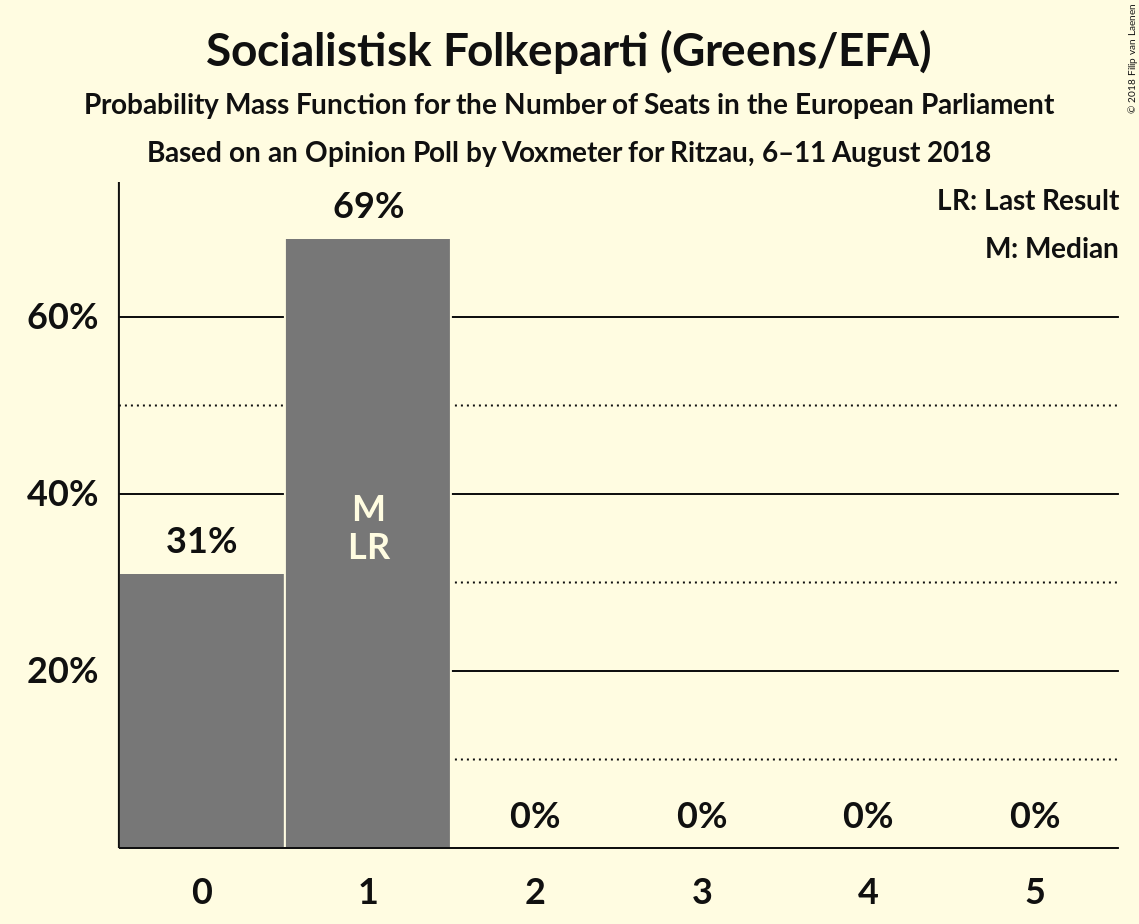 Socialistisk Folkeparti (Greens/EFA)
Probability Mass Function for the Number of Seats in the European Parliament
Based on an Opinion Poll by Voxmeter for Ritzau, 6–11 August 2018
© 2018 Filip van Laenen
LR: Last Result
M: Median
69%
60%
40%
31%
20%
M
LR
0%
0%
0%
0%
0
1
2
3
4
5